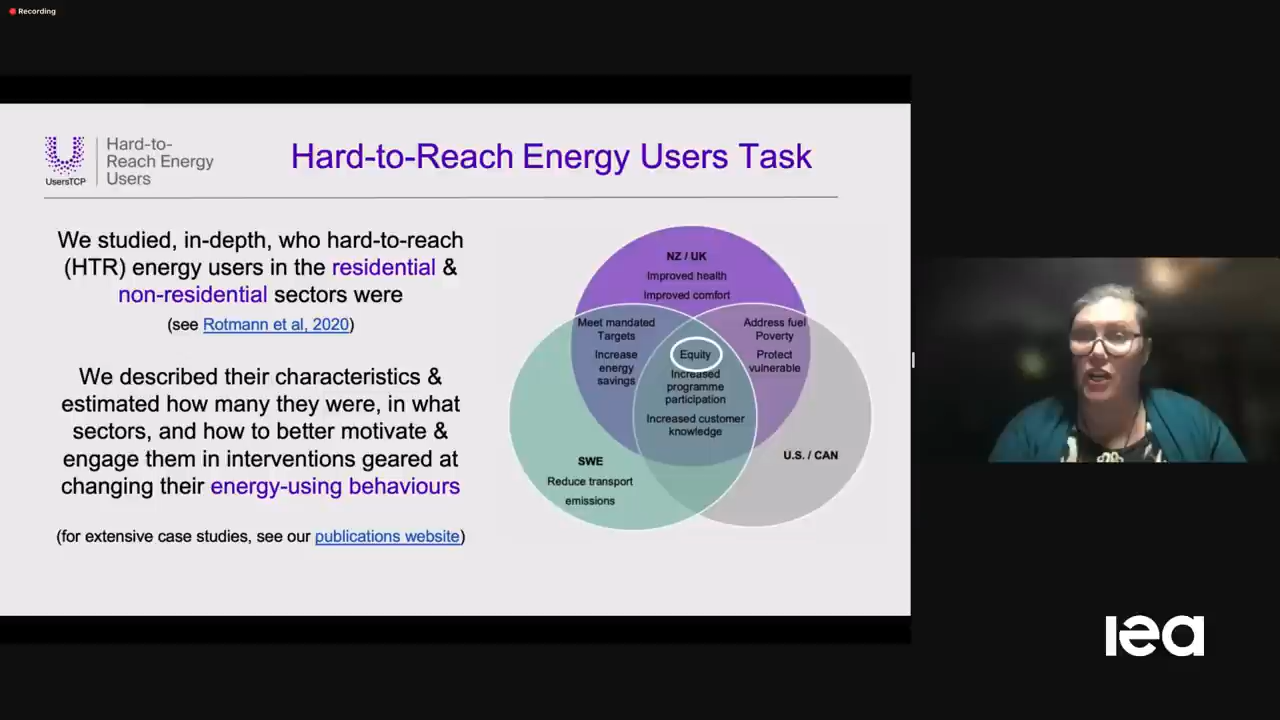 Recording
UsersTCP
Hard-to-
Reach Energy
Users
Hard-to-Reach Energy Users Task
We studied, in-depth, who hard-to-reach
(HTR) energy users in the residential &
non-residential sectors were
(see Rotmann et al, 2020)
We described their characteristics &
estimated how many they were, in what
sectors, and how to better motivate &
engage them in interventions geared at
changing their energy-using behaviours
(for extensive case studies, see our publications website)
NZ / UK
Improved health
Improved comfort
Meet mandated
Targets
Increase
energy
savings
Address fuel
Poverty
Protect
vulnerable
Equity
Increased
programme
participation
Increased customer
knowledge
SWE
Reduce transport
emissions
U.S. / CAN
iea